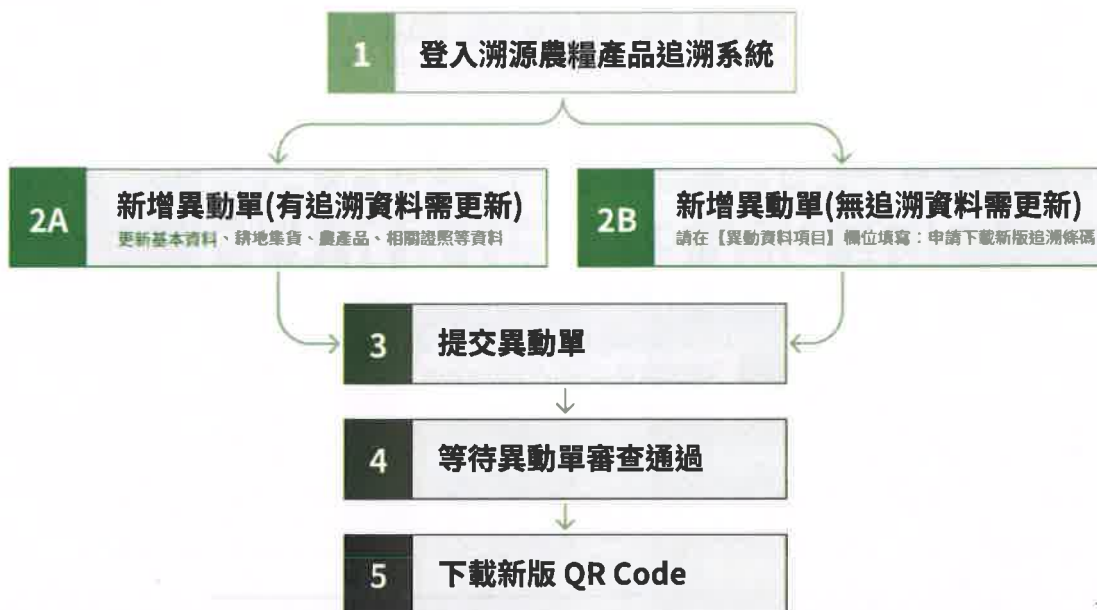 1 登入溯源農糧產品追溯系統
2A 新增異動單(有追溯資料需更新)
更新基本資料、耕地集貨、農產品、相關證照等資料
2B 新增異動單(無追溯資料需更新)
請在【異動資料項目】欄位填寫：申請下載新版追溯條碼
3 提交異動單
4 等待異動單審查通過
5 下載新版 QR Code